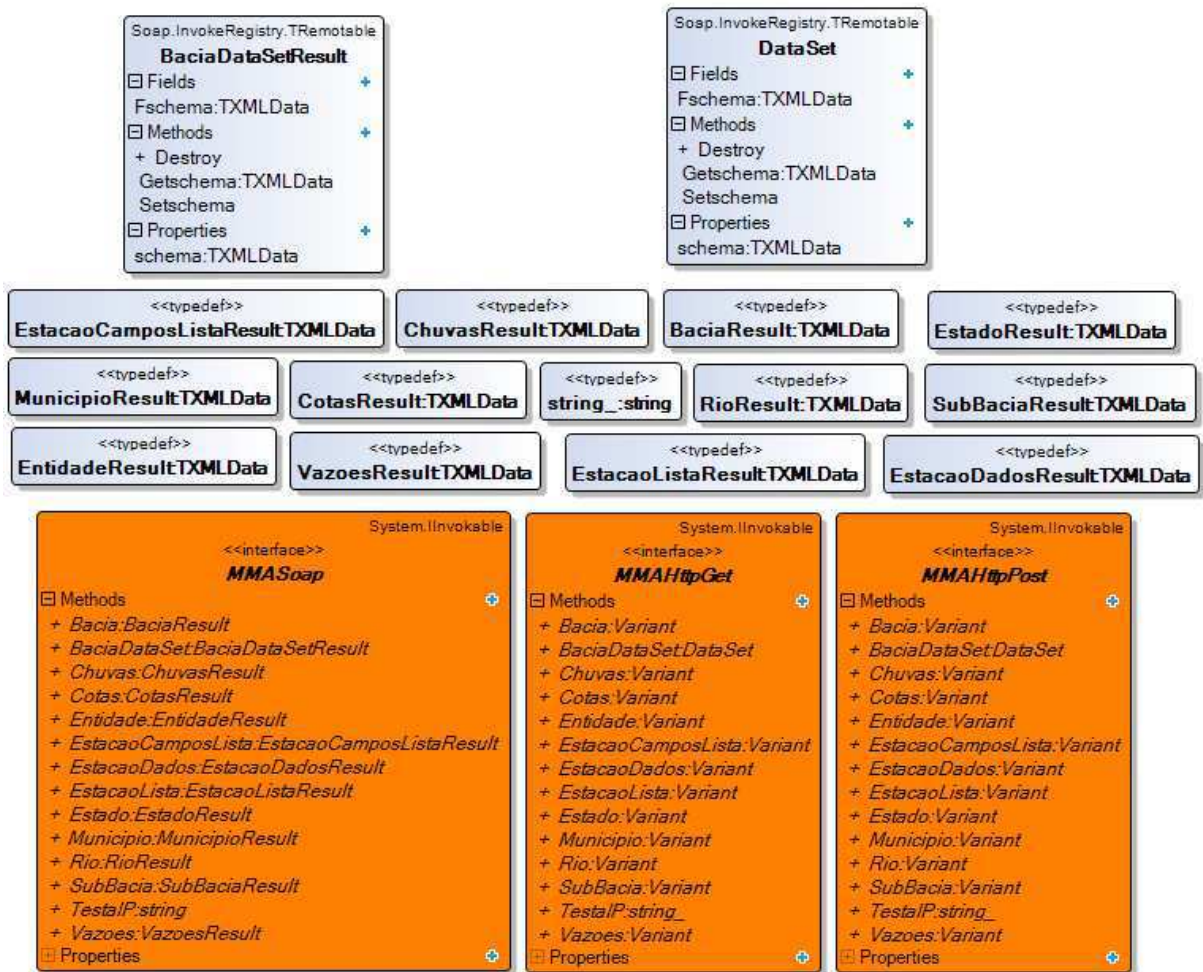 Soap.InvokeRegistry.TRemotable
BaciaDataSetResult
Fields
Fschema:TXMLData
Methods
+ Destroy
Getschema:TXMLData
Setschema
Properties
schema:TXMLData
Soap.InvokeRegistry.TRemotable
DataSet
Fields
Fschema:TXMLData
Methods
+ Destroy
Getschema:TXMLData
Setschema
Properties
schema:TXMLData
<<typedef>>
EstacaoCamposListaResult:TXMLData
<<typedef>>
ChuvasResult:TXMLData
<<typedef>>
BaciaResult:TXMLData
<<typedef>>
EstadoResult:TXMLData
<<typedef>>
MunicipioResult:TXMLData
<<typedef>>
CotasResult:TXMLData
<<typedef>>
string_:string
<<typedef>>
RioResult:TXMLData
<<typedef>>
SubBaciaResult:TXMLData
<<typedef>>
EntidadeResult:TXMLData
<<typedef>>
VazoesResult:TXMLData
<<typedef>>
EstacaoListaResult:TXMLData
<<typedef>>
EstacaoDadosResult:TXMLData
System.IInvokable
<<interface>>
MMASoap
Methods
+ Bacia:BaciaResult
+ BaciaDataSet:BaciaDataSetResult
+ Chuvas:ChuvasResult
+ Cotas:CotasResult
+ Entidade:EntidadeResult
+ EstacaoCamposLista:EstacaoCamposListaResult
+ EstacaoDados:EstacaoDadosResult
+ EstacaoLista:EstacaoListaResult
+ Estado:EstadoResult
+ Municipio:MunicipioResult
+ Rio:RioResult
+ SubBacia:SubBaciaResult
+ TestaIP:string
+ Vazoes:VazoesResult
Properties
System.IInvokable
<<interface>>
MMAHttpGet
Methods
+ Bacia:Variant
+ BaciaDataSet:DataSet
+ Chuvas:Variant
+ Cotas:Variant
+ Entidade:Variant
+ EstacaoCamposLista:Variant
+ EstacaoDados:Variant
+ EstacaoLista:Variant
+ Estado:Variant
+ Municipio:Variant
+ Rio:Variant
+ SubBacia:Variant
+ TestaIP:string_
+ Vazoes:Variant
Properties
System.IInvokable
<<interface>>
MMAHttpPost
Methods
+ Bacia:Variant
+ BaciaDataSet:DataSet
+ Chuvas:Variant
+ Cotas:Variant
+ Entidade:Variant
+ EstacaoCamposLista:Variant
+ EstacaoDados:Variant
+ EstacaoLista:Variant
+ Estado:Variant
+ Municipio:Variant
+ Rio:Variant
+ SubBacia:Variant
+ TestaIP:string_
+ Vazoes:Variant
Properties